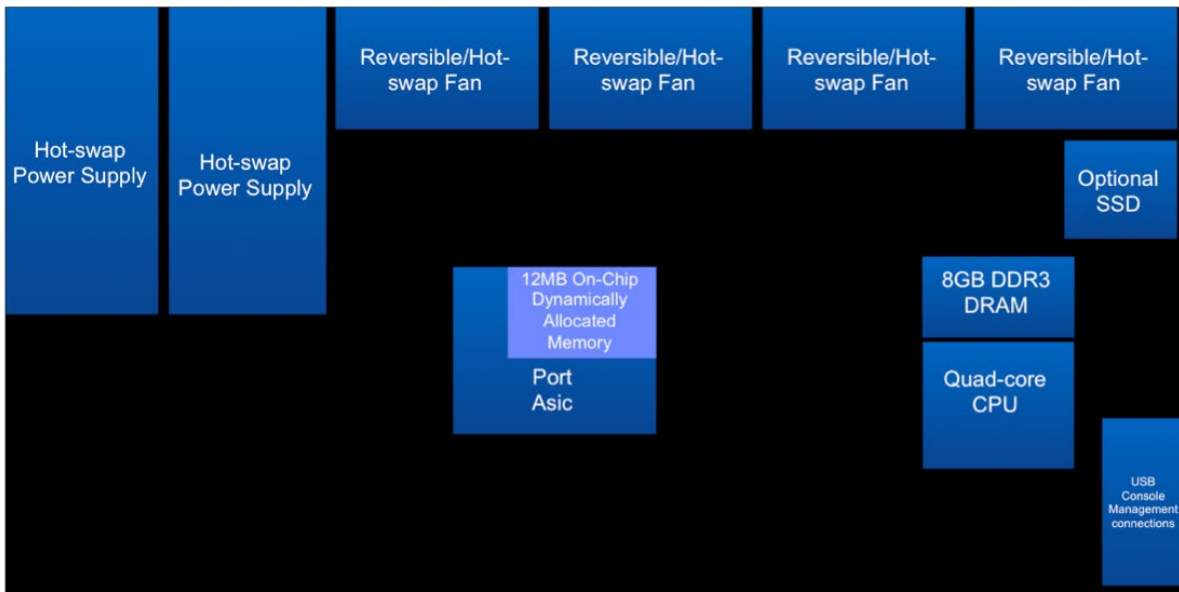 Hot-swap
Power Supply
Hot-swap
Power Supply
Reversible/Hot-
swap Fan
Reversible/Hot-
swap Fan
Reversible/Hot-
swap Fan
Reversible/Hot-
swap Fan
Optional
SSD
12MB On-Chip
Dynamically
Allocated
Memory
Port
Asic
8GB DDR3
DRAM
Quad-core
CPU
USB
Console
Management
connections